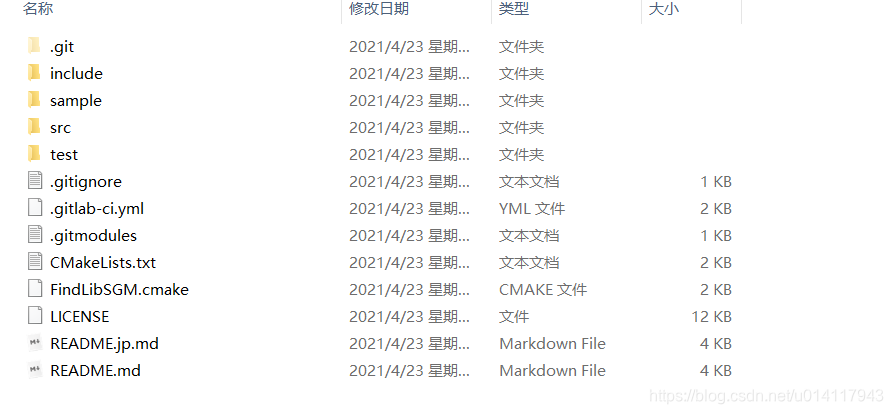 名称 修改日期 类型 大小
.git 2021/4/23 星期... 文件夹
include 2021/4/23 星期... 文件夹
sample 2021/4/23 星期... 文件夹
src 2021/4/23 星期... 文件夹
test 2021/4/23 星期... 文件夹
.gitignore 2021/4/23 星期... 文本文档 1 KB
.gitlab-ci.yml 2021/4/23 星期... YML 文件 2 KB
.gitmodules 2021/4/23 星期... 文本文档 1 KB
CMakeLists.txt 2021/4/23 星期... 文本文档 2 KB
FindLibSGM.cmake 2021/4/23 星期... CMAKE 文件 2 KB
LICENSE 2021/4/23 星期... 文件 12 KB
README.jp.md 2021/4/23 星期... Markdown File 4 KB
README.md 2021/4/23 星期... Markdown File 4 KB
https://blog.csdn.net/u014117943